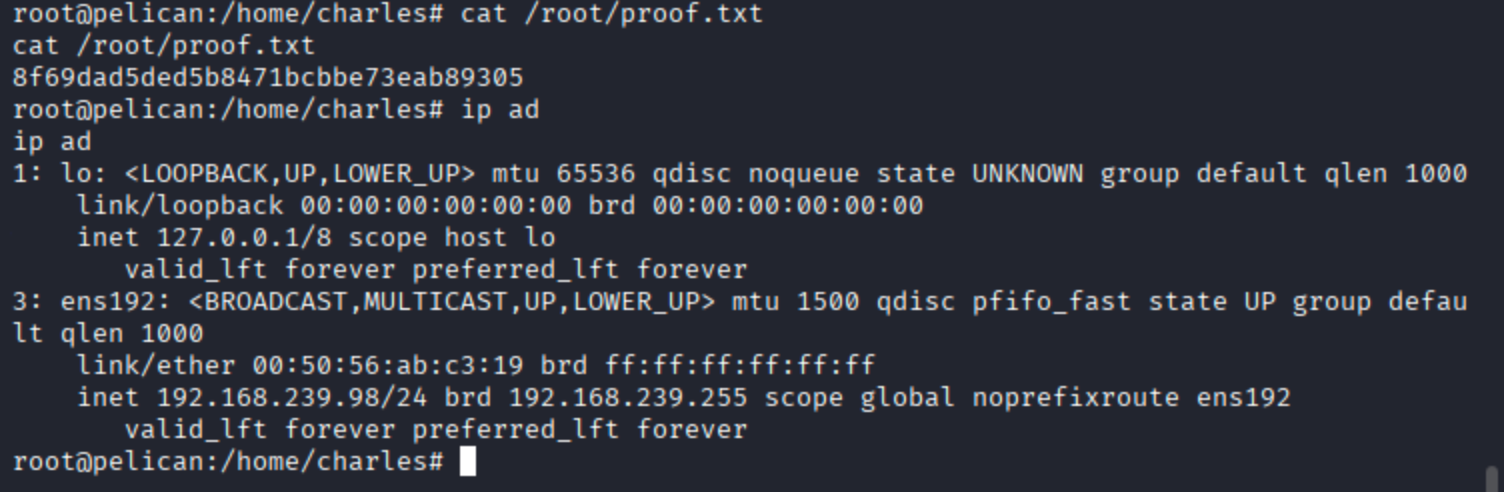 root@pelican:/home/charles# cat /root/proof.txt
cat /root/proof.txt
8f69dad5ded5b8471bcbbe73eab89305
root@pelican:/home/charles# ip ad
ip ad
1: lo: <LOOPBACK,UP,LOWER_UP> mtu 65536 qdisc noqueue state UNKNOWN group default qlen 1000
    link/loopback 00:00:00:00:00:00 brd 00:00:00:00:00:00
    inet 127.0.0.1/8 scope host lo
       valid_lft forever preferred_lft forever
3: ens192: <BROADCAST,MULTICAST,UP,LOWER_UP> mtu 1500 qdisc pfifo_fast state UP group defau
lt qlen 1000
    link/ether 00:50:56:ab:c3:19 brd ff:ff:ff:ff:ff:ff
    inet 192.168.239.98/24 brd 192.168.239.255 scope global noprefixroute ens192
       valid_lft forever preferred_lft forever
root@pelican:/home/charles#